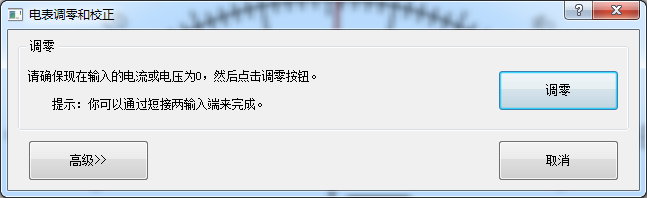 电表调零和校正
调零
请确保现在输入的电流或电压为0，然后点击调零按钮。
提示：你可以通过短接两输入端来完成。
调零
高级>>
取消